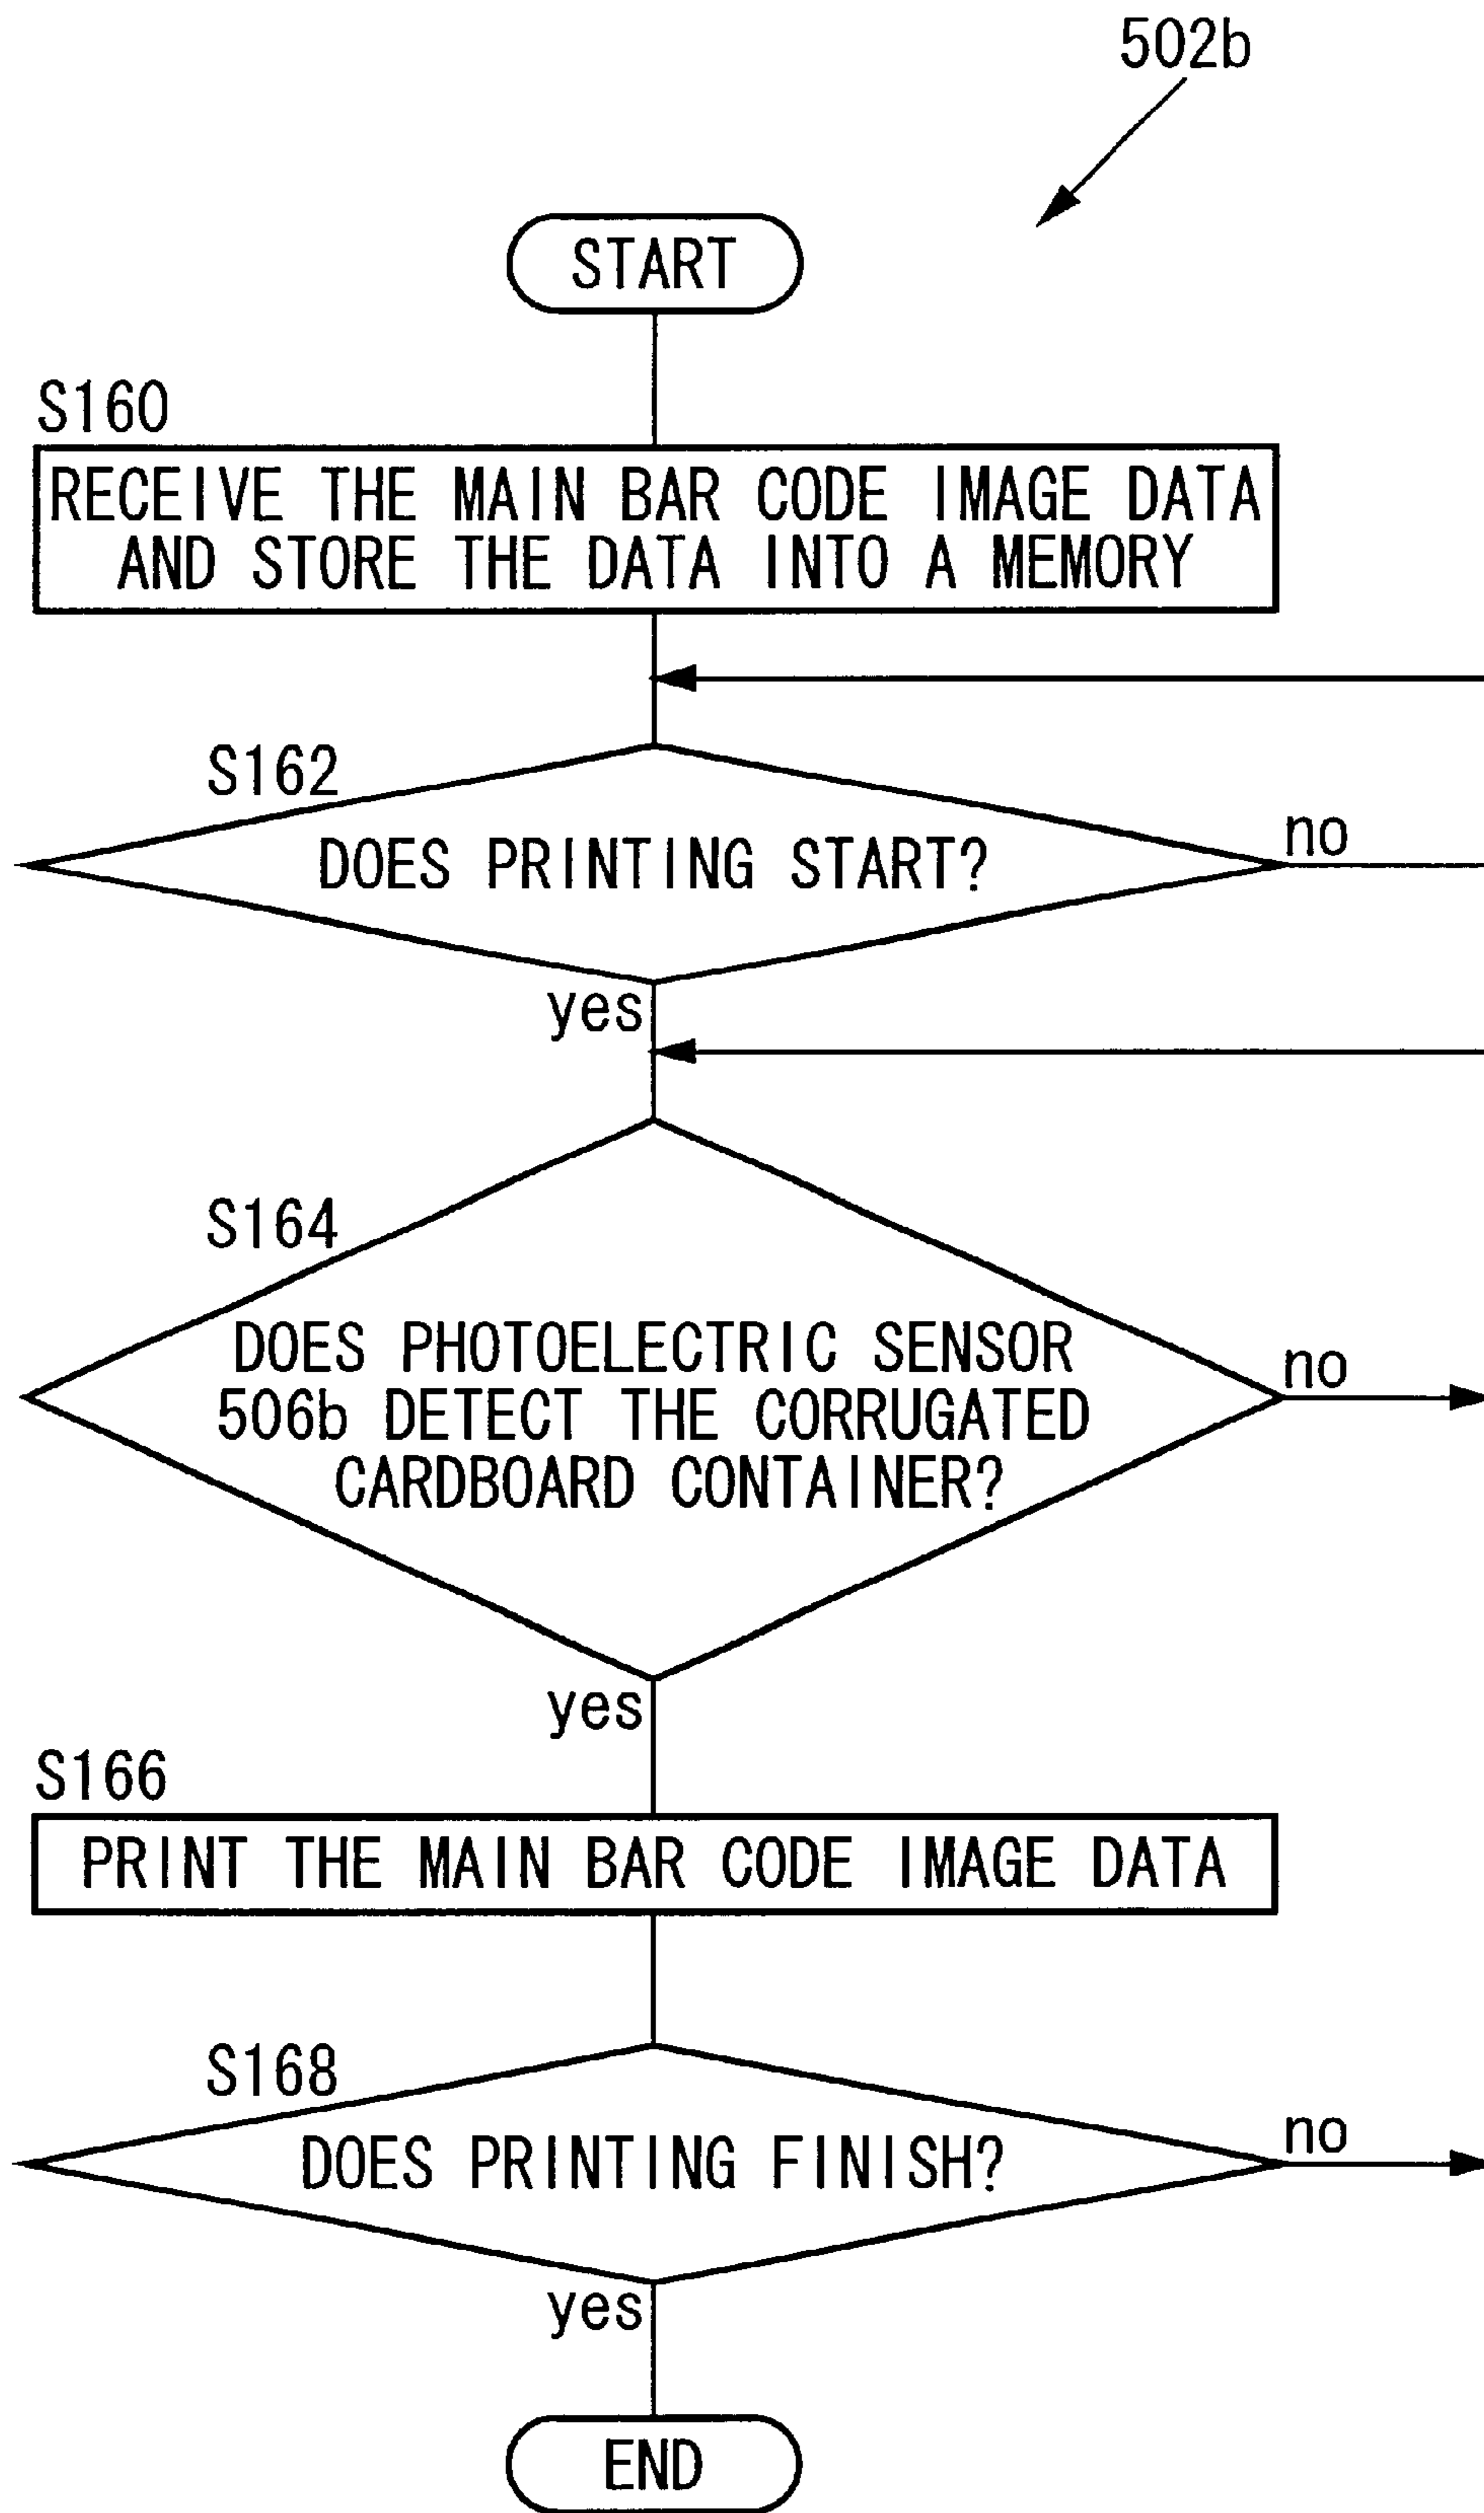 502b
START
S160
RECEIVE THE MAIN BAR CODE IMAGE DATA
AND STORE THE DATA INTO A MEMORY
S162
DOES PRINTING START?
no
yes
S164
DOES PHOTOELECTRIC SENSOR
506b DETECT THE CORRUGATED
CARDBOARD CONTAINER?
no
yes
S166
PRINT THE MAIN BAR CODE IMAGE DATA
S168
DOES PRINTING FINISH?
no
yes
END